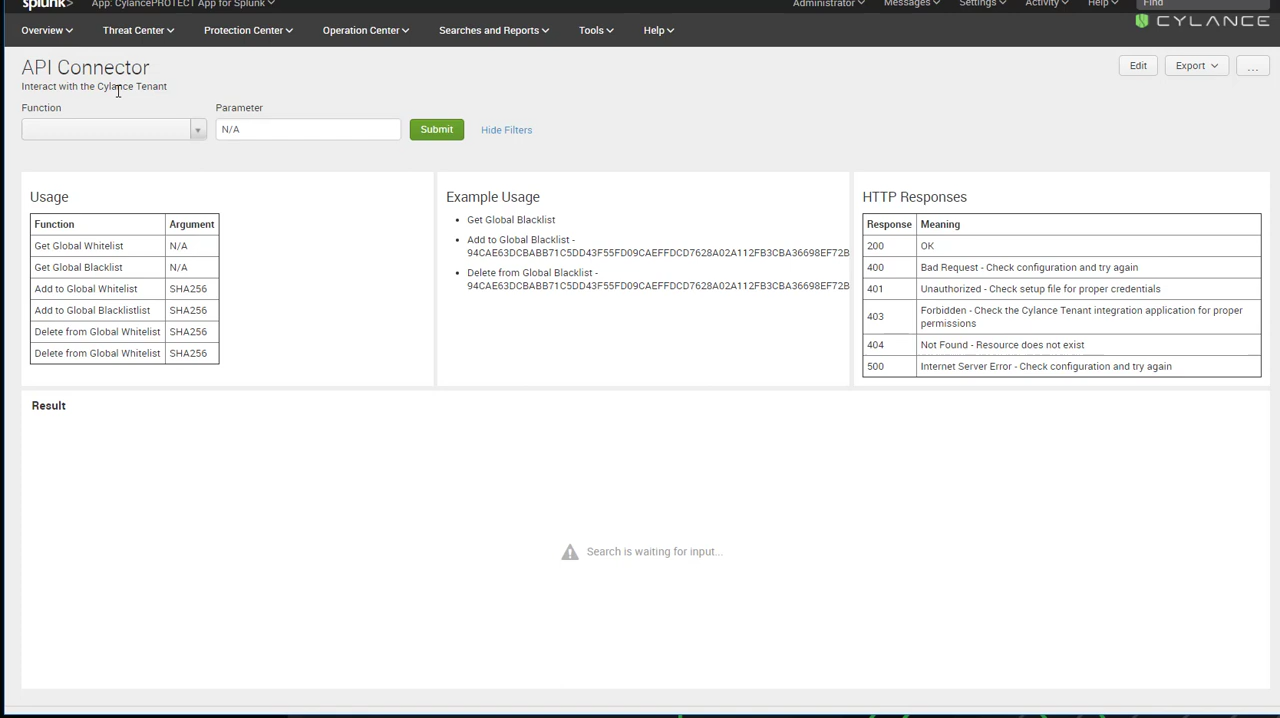 splunk>
App: CylancePROTECT App for Splunk
Administrator
Messages
Settings
Activity
Help
Find
Overview
Threat Center
Protection Center
Operation Center
Searches and Reports
Tools
Help
CYLANCE
API Connector
Interact with the Cylance Tenant
Edit
Export
...
Function
Parameter
N/A
Submit
Hide Filters
Usage
Function Argument
Get Global Whitelist N/A
Get Global Blacklist N/A
Add to Global Whitelist SHA256
Add to Global Blacklistlist SHA256
Delete from Global Whitelist SHA256
Delete from Global Whitelist SHA256
Example Usage
Get Global Blacklist
Add to Global Blacklist -
94CAE63DCBABB71C5DD43F55FD09CAEFFDCD7628A02A112FB3CBA36698EF72B
Delete from Global Blacklist -
94CAE63DCBABB71C5DD43F55FD09CAEFFDCD7628A02A112FB3CBA36698EF72B
HTTP Responses
Response Meaning
200 OK
400 Bad Request - Check configuration and try again
401 Unauthorized - Check setup file for proper credentials
403 Forbidden - Check the Cylance Tenant integration application for proper
permissions
404 Not Found - Resource does not exist
500 Internet Server Error - Check configuration and try again
Result
Search is waiting for input...